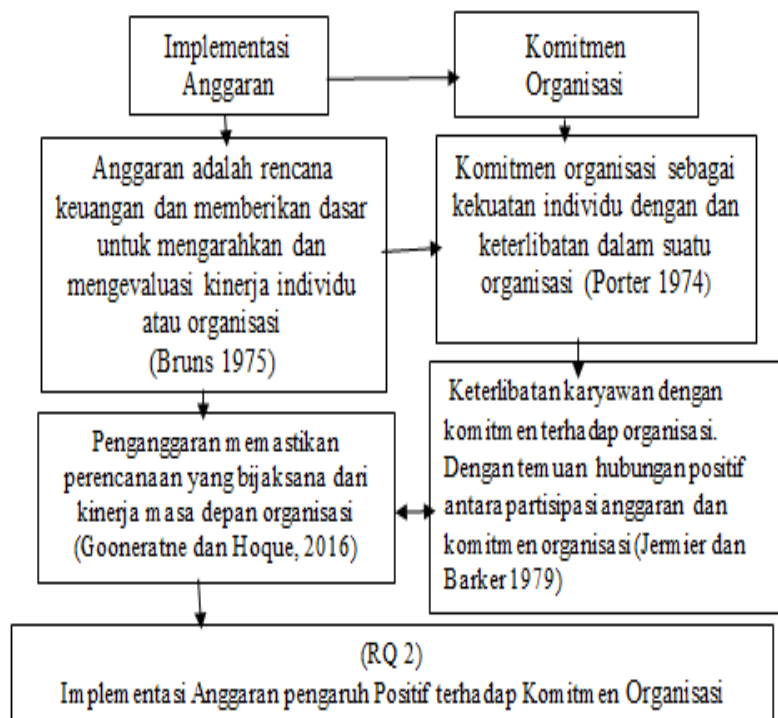 Implementasi
Anggaran
Komitmen
Organisasi
Anggaran adalah rencana
keuangan dan memberikan dasar
untuk mengarahkan dan
mengevaluasi kinerja individu
atau organisasi
(Bruns 1975)
Komitmen organisasi sebagai
kekuatan individu dengan dan
keterlibatan dalam suatu
organisasi (Porter 1974)
Penganggaran memastikan
perencanaan yang bijaksana dari
kinerja masa depan organisasi
(Gooneratne dan Hoque, 2016)
Keterlibatan karyawan dengan
komitmen terhadap organisasi.
Dengan temuan hubungan positif
antara partisipasi anggaran dan
komitmen organisasi (Jermier dan
Barker 1979)
(RQ 2)
Implementasi Anggaran pengaruh Positif terhadap Komitmen Organisasi